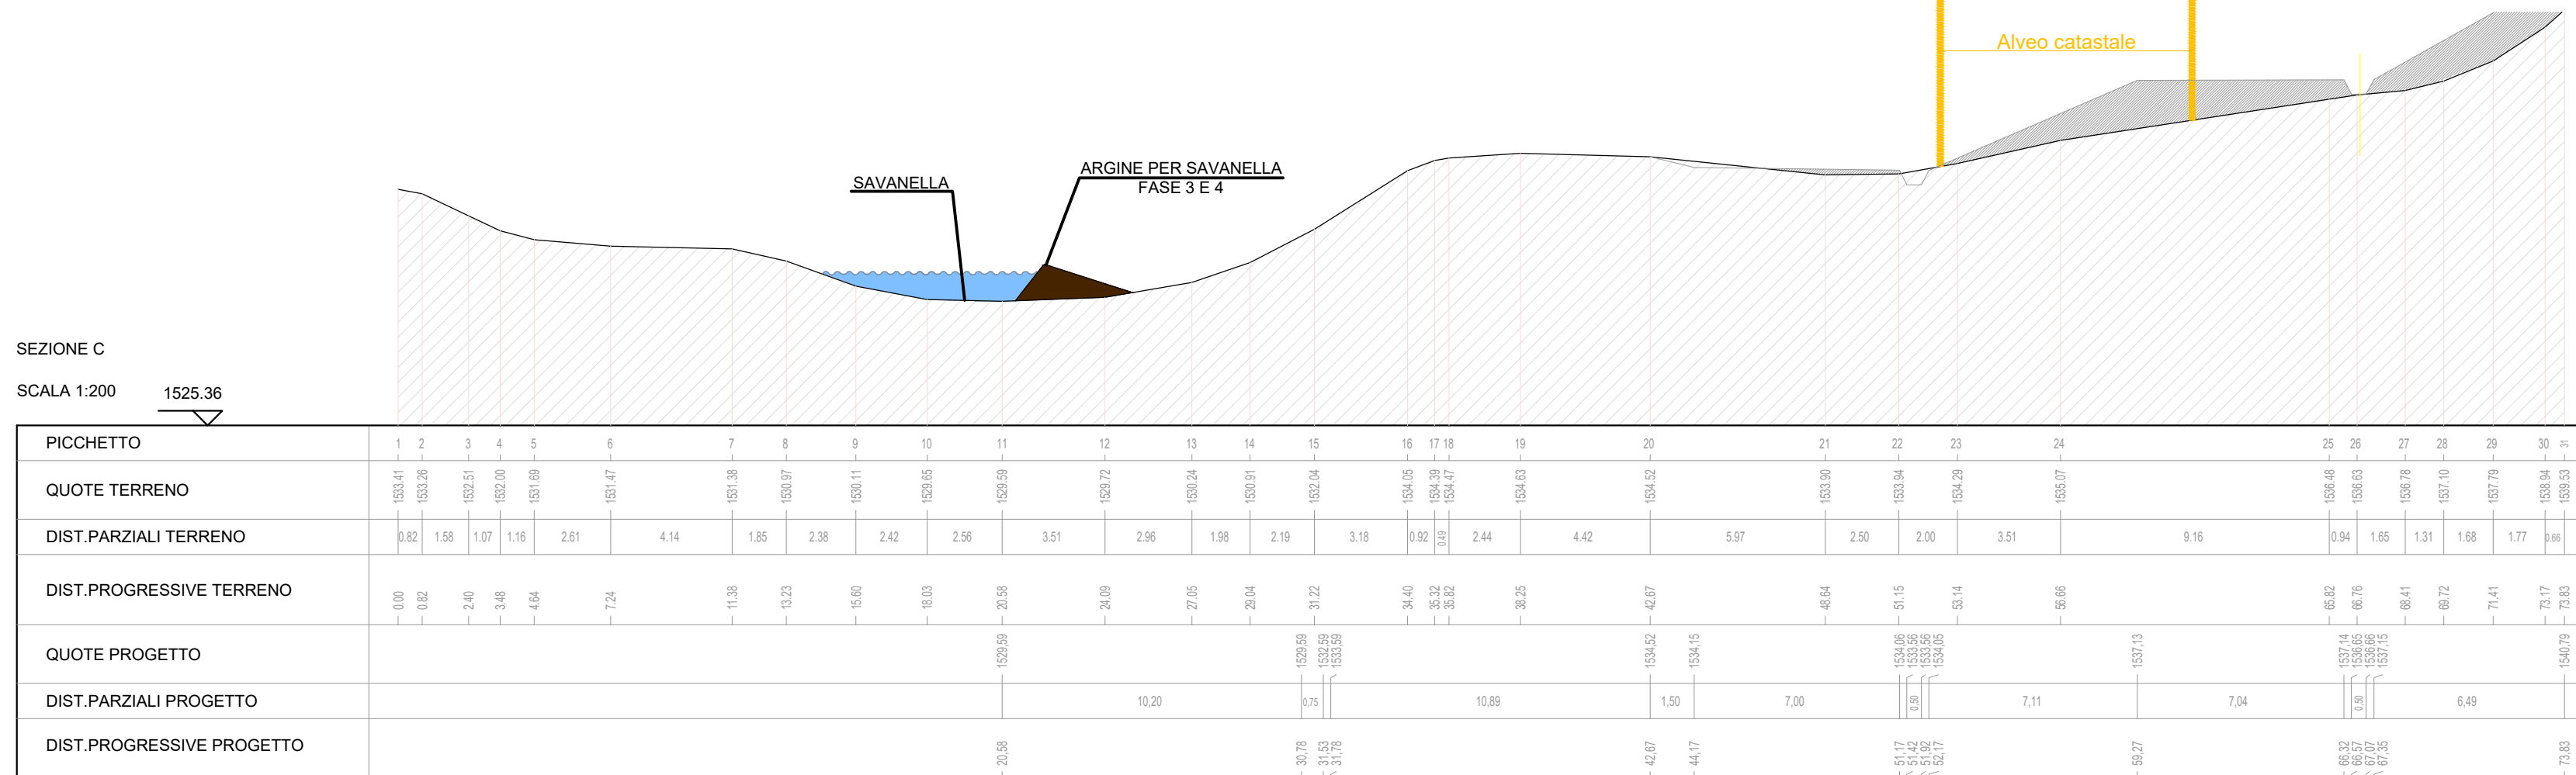 Alveo catastale
ARGINE PER SAVANELLA
FASE 3 E 4
SAVANELLA
SEZIONE C
SCALA 1:200
1525.36
PICCHETTO 1 2 3 4 5 6 7 8 9 10 11 12 13 14 15 16 17 18 19 20 21 22 23 24 25 26 27 28 29 30 31
QUOTE TERRENO 1533.41 1533.26 1532.51 1532.00 1531.69 1531.47 1531.38 1530.97 1530.11 1529.65 1529.59 1529.72 1530.24 1530.91 1532.04 1534.05 1534.39 1534.47 1534.63 1534.52 1533.90 1533.94 1534.29 1535.07 1536.48 1536.63 1536.78 1537.10 1537.79 1538.94 1539.53
DIST.PARZIALI TERRENO 0.82 1.58 1.07 1.16 2.61 4.14 1.85 2.38 2.42 2.56 3.51 2.96 1.98 2.19 3.18 0.92 0.49 2.44 4.42 5.97 2.50 2.00 3.51 9.16 0.94 1.65 1.31 1.68 1.77 0.66
DIST.PROGRESSIVE TERRENO 0.00 0.82 2.40 3.48 4.64 7.24 11.38 13.23 15.60 18.03 20.58 24.09 27.05 29.04 31.22 34.40 35.32 35.82 38.25 42.67 48.64 51.15 53.14 56.66 65.82 66.76 68.41 69.72 71.41 73.17 73.83
QUOTE PROGETTO 1529,59 1529,59 1532,59 1533,59 1534,52 1534,15 1534,06 1533,56 1533,56 1534,05 1537,13 1537,14 1536,65 1536,66 1537,15 1540,79
DIST.PARZIALI PROGETTO 10,20 0,75 10,89 1,50 7,00 0,50 7,11 7,04 0,50 6,49
DIST.PROGRESSIVE PROGETTO 20,58 30,78 31,53 31,78 42,67 44,17 51,17 51,42 51,92 52,17 59,27 66,32 66,57 67,07 67,35 73,83